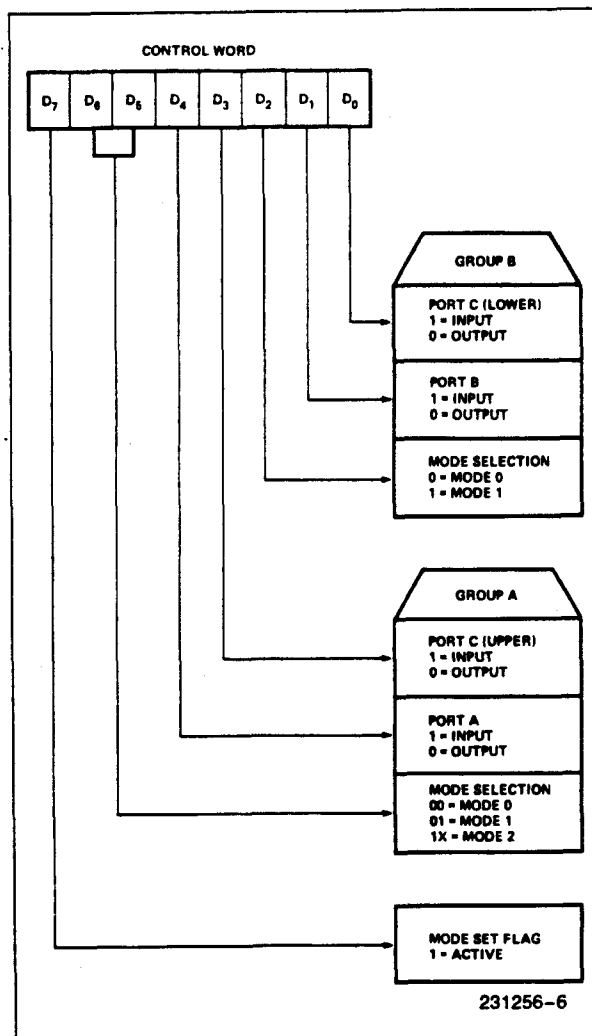 CONTROL WORD
D7 D6 D5 D4 D3 D2 D1 D0
GROUP B
PORT C (LOWER)
1 = INPUT
0 = OUTPUT
PORT B
1 = INPUT
0 = OUTPUT
MODE SELECTION
0 = MODE 0
1 = MODE 1
GROUP A
PORT C (UPPER)
1 = INPUT
0 = OUTPUT
PORT A
1 = INPUT
0 = OUTPUT
MODE SELECTION
00 = MODE 0
01 = MODE 1
1X = MODE 2
MODE SET FLAG
1 = ACTIVE
231256-6